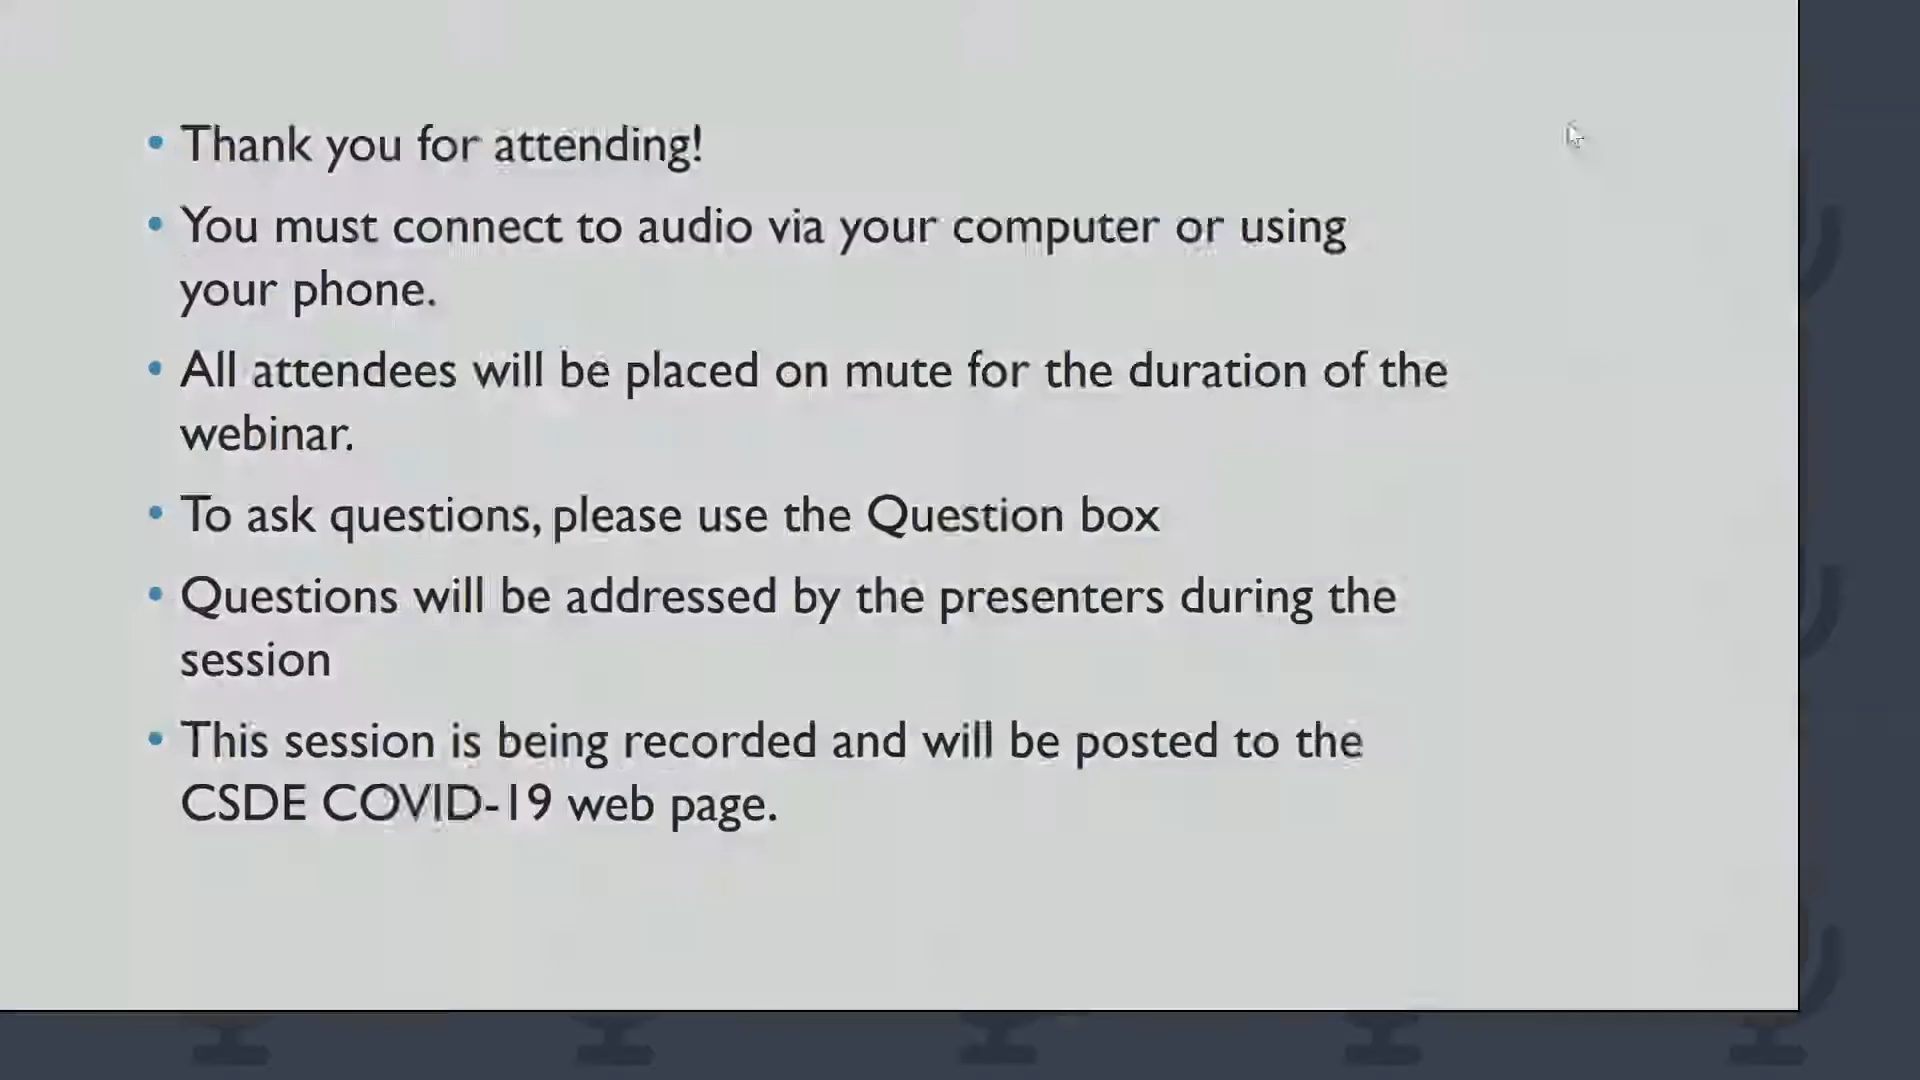 • Thank you for attending!
• You must connect to audio via your computer or using
your phone.
• All attendees will be placed on mute for the duration of the
webinar.
• To ask questions, please use the Question box
• Questions will be addressed by the presenters during the
session
• This session is being recorded and will be posted to the
CSDE COVID-19 web page.